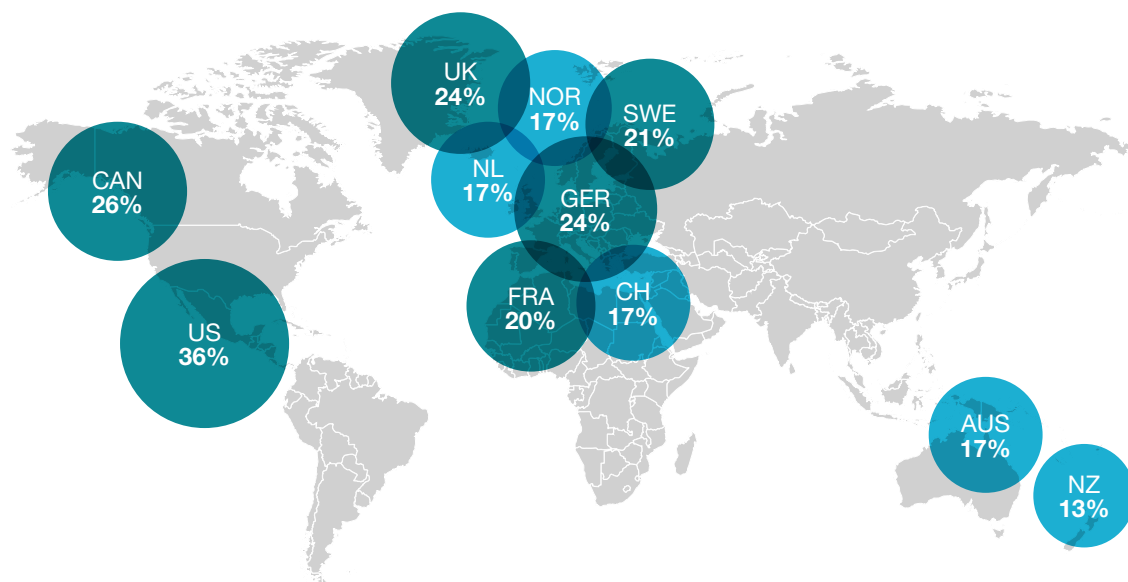 UK
24%
NOR
17%
SWE
21%
CAN
26%
NL
17%
GER
24%
US
36%
FRA
20%
CH
17%
AUS
17%
NZ
13%